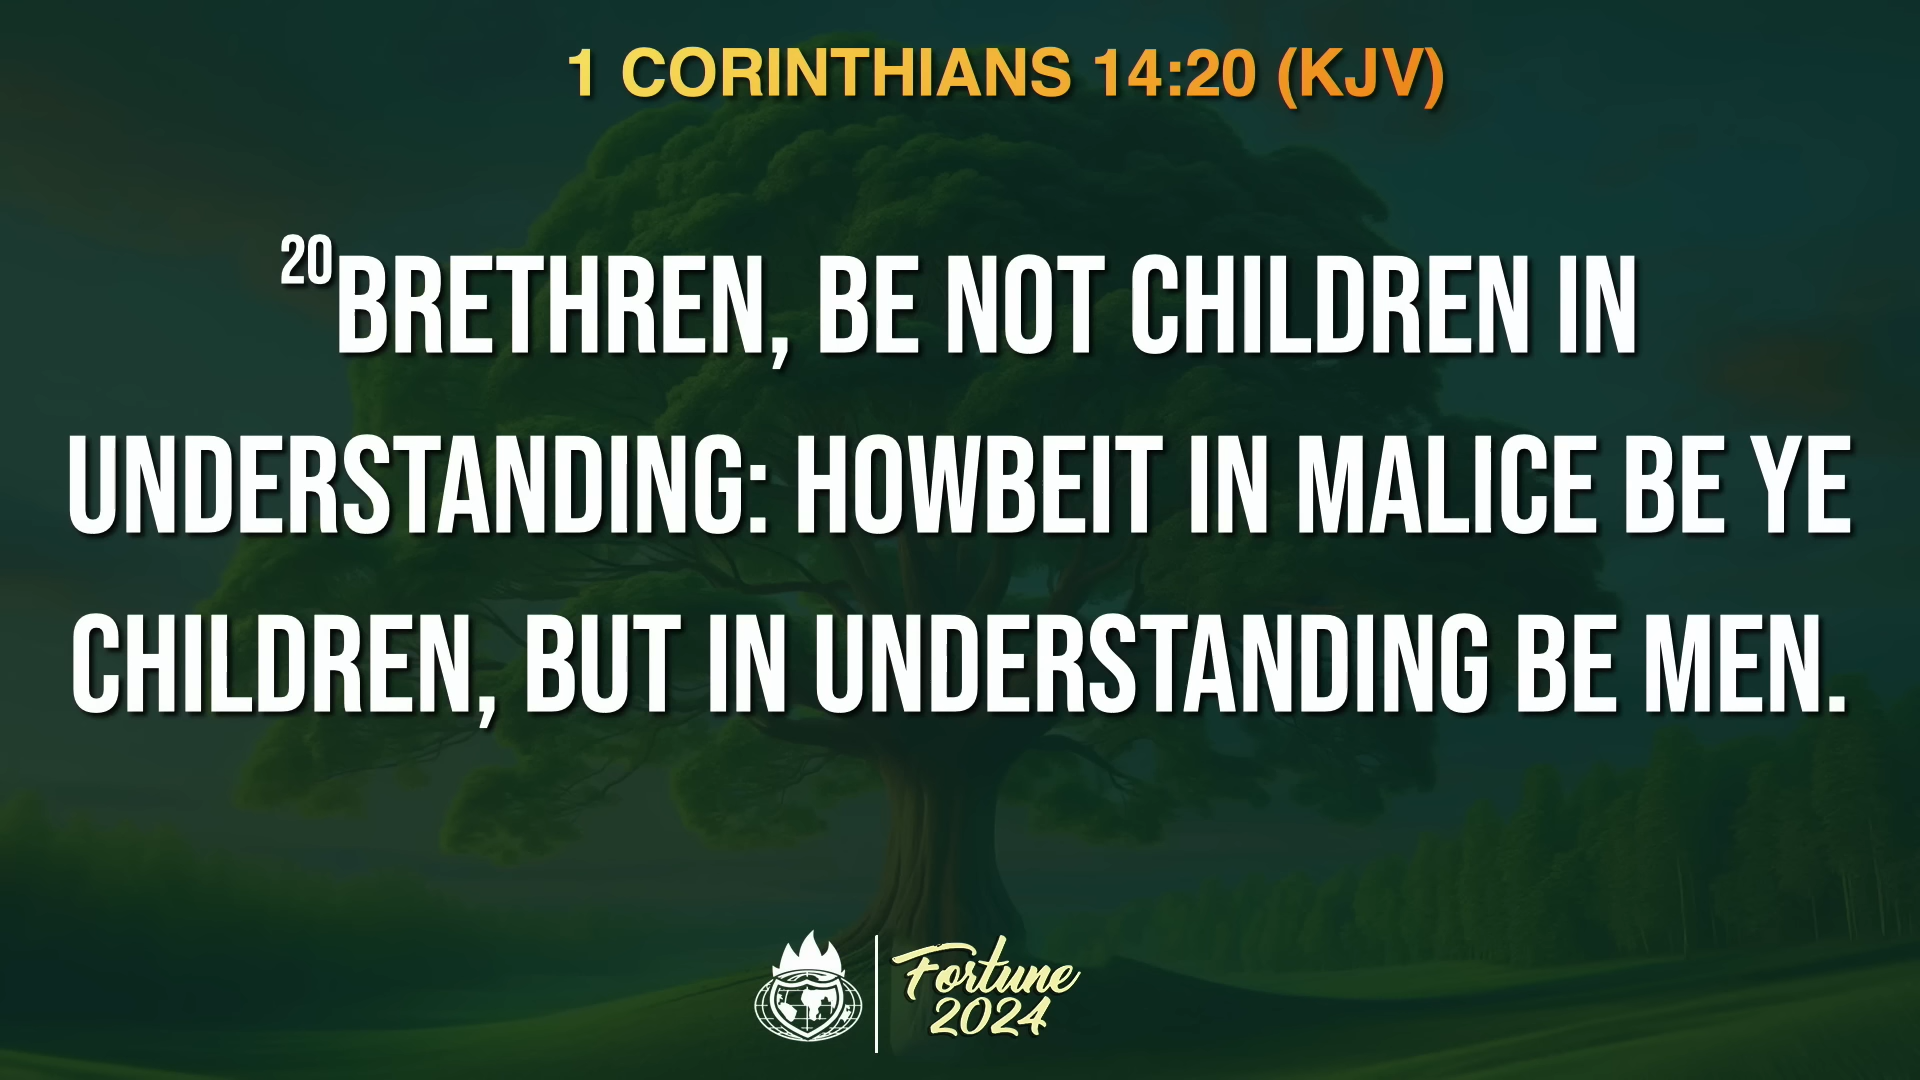 1 CORINTHIANS 14:20 (KJV)
20BRETHREN, BE NOT CHILDREN IN
UNDERSTANDING: HOWBEIT IN MALICE BE YE
CHILDREN, BUT IN UNDERSTANDING BE MEN.
Fortune
2024